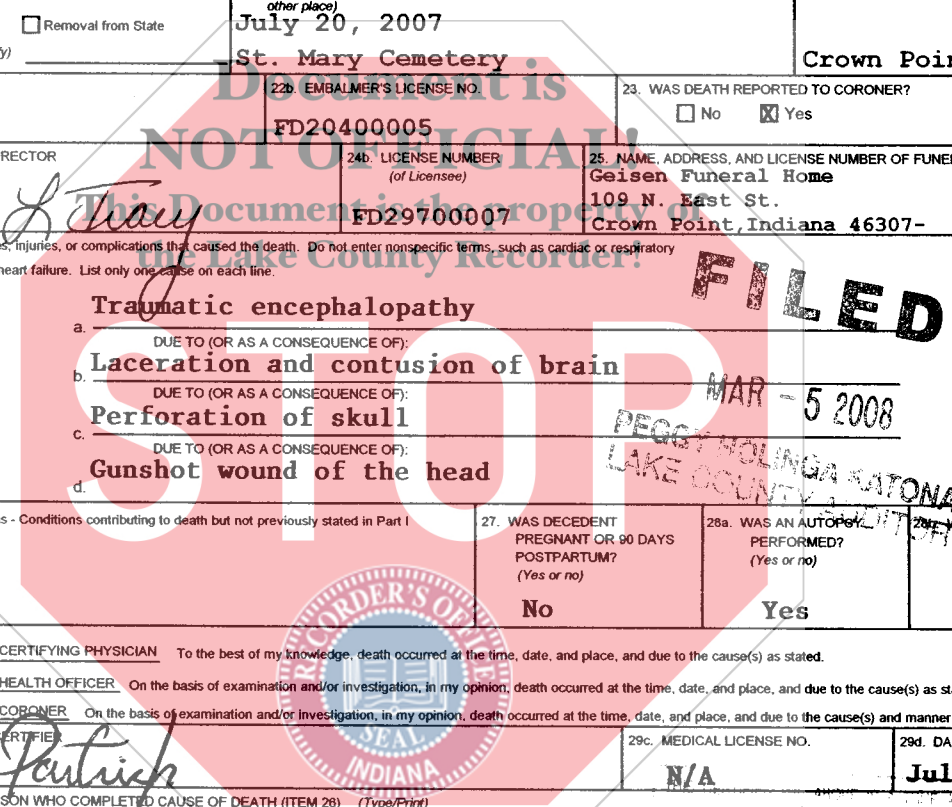 other place)
Removal from State
July 20, 2007
y)
St. Mary Cemetery
Crown Poin
Document is
22b. EMBALMER'S LICENSE NO.
23. WAS DEATH REPORTED TO CORONER?
No Yes
FD20400005
NOT OFFICIAL!
RECTOR
24b. LICENSE NUMBER
(of Licensee)
25. NAME, ADDRESS, AND LICENSE NUMBER OF FUNE
Geisen Funeral Home
109 N. East St.
This Document is the property of
FD29700007
Crown Point,Indiana 46307-
s, injuries, or complications that caused the death. Do not enter nonspecific terms, such as cardiac or respiratory
the Lake County Recorder!
heart failure. List only one cause on each line.
FILED
Traumatic encephalopathy
a.
DUE TO (OR AS A CONSEQUENCE OF):
Laceration and contusion of brain
b.
DUE TO (OR AS A CONSEQUENCE OF):
MAR - 5 2008
Perforation of skull
c.
PEGGY HOLINGA KATONA
LAKE COUNTY AUDITOR
DUE TO (OR AS A CONSEQUENCE OF):
Gunshot wound of the head
d.
STOP
s - Conditions contributing to death but not previously stated in Part I
27. WAS DECEDENT
PREGNANT OR 90 DAYS
POSTPARTUM?
(Yes or no)
No
28a. WAS AN AUTOPSY
PERFORMED?
(Yes or no)
Yes
RECORDER'S OFFICE
SEAL
INDIANA
CERTIFYING PHYSICIAN To the best of my knowledge, death occurred at the time, date, and place, and due to the cause(s) as stated.
HEALTH OFFICER On the basis of examination and/or investigation, in my opinion, death occurred at the time, date, and place, and due to the cause(s) as st
CORONER On the basis of examination and/or investigation, in my opinion, death occurred at the time, date, and place, and due to the cause(s) and manner
CERTIFIER
29c. MEDICAL LICENSE NO.
N/A
29d. DA
Jul
SON WHO COMPLETED CAUSE OF DEATH (ITEM 26) (Type/Print)